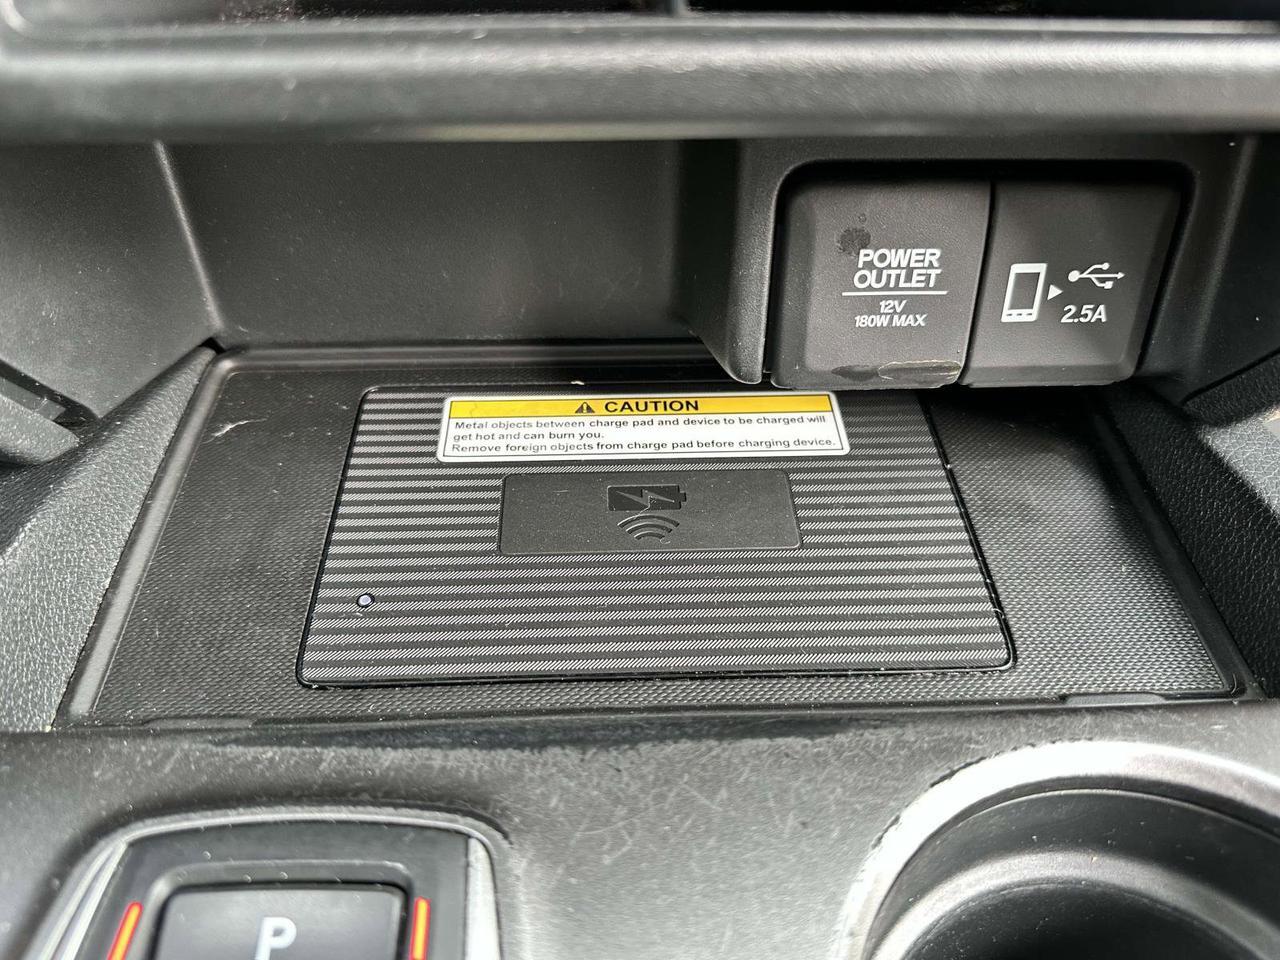 POWER
OUTLET
12V
180W MAX
2.5A
CAUTION
Metal objects between charge pad and device to be charged will
get hot and can burn you.
Remove foreign objects from charge pad before charging device.
P